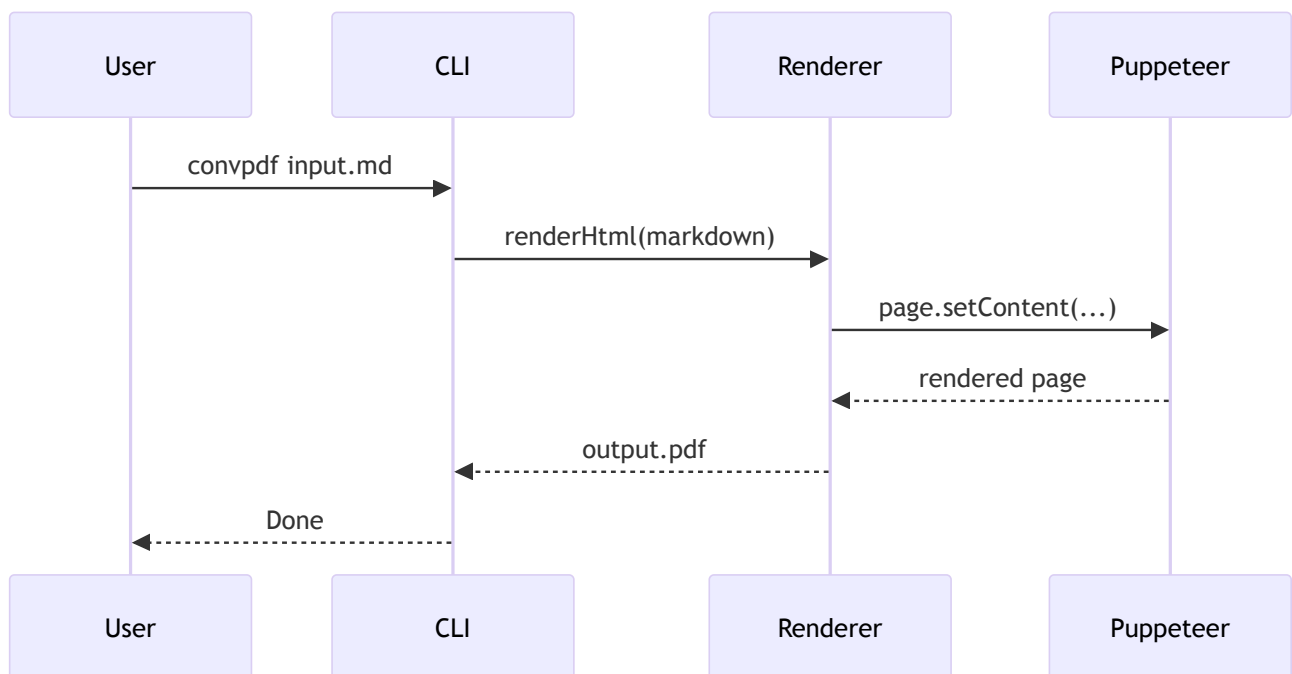 User
CLI
Renderer
Puppeteer
convpdf input.md
renderHtml(markdown)
page.setContent(...)
rendered page
output.pdf
Done
User
CLI
Renderer
Puppeteer